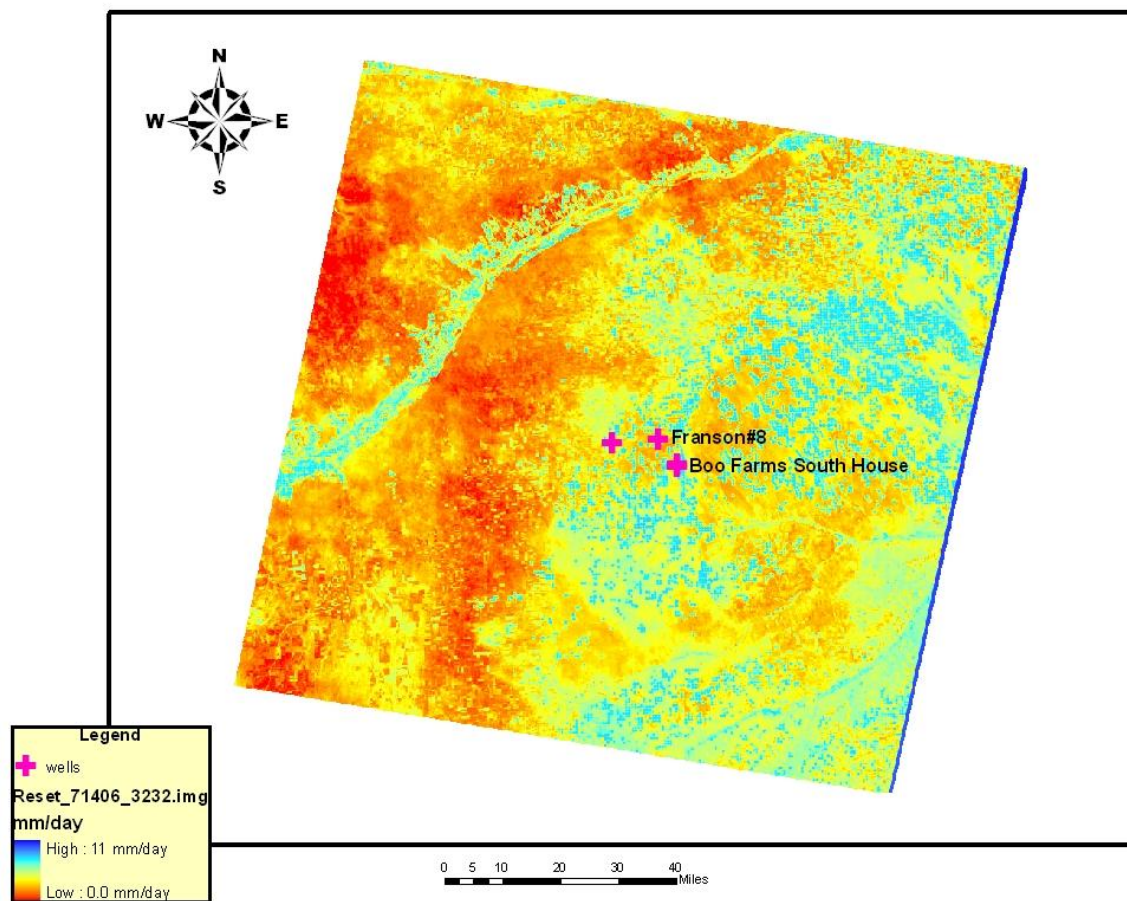 N
W E
S
Franson#8
Boo Farms South House
Legend
wells
Reset_71406_3232.img
mm/day
High : 11 mm/day
Low : 0.0 mm/day
0 5 10 20 30 40
Miles